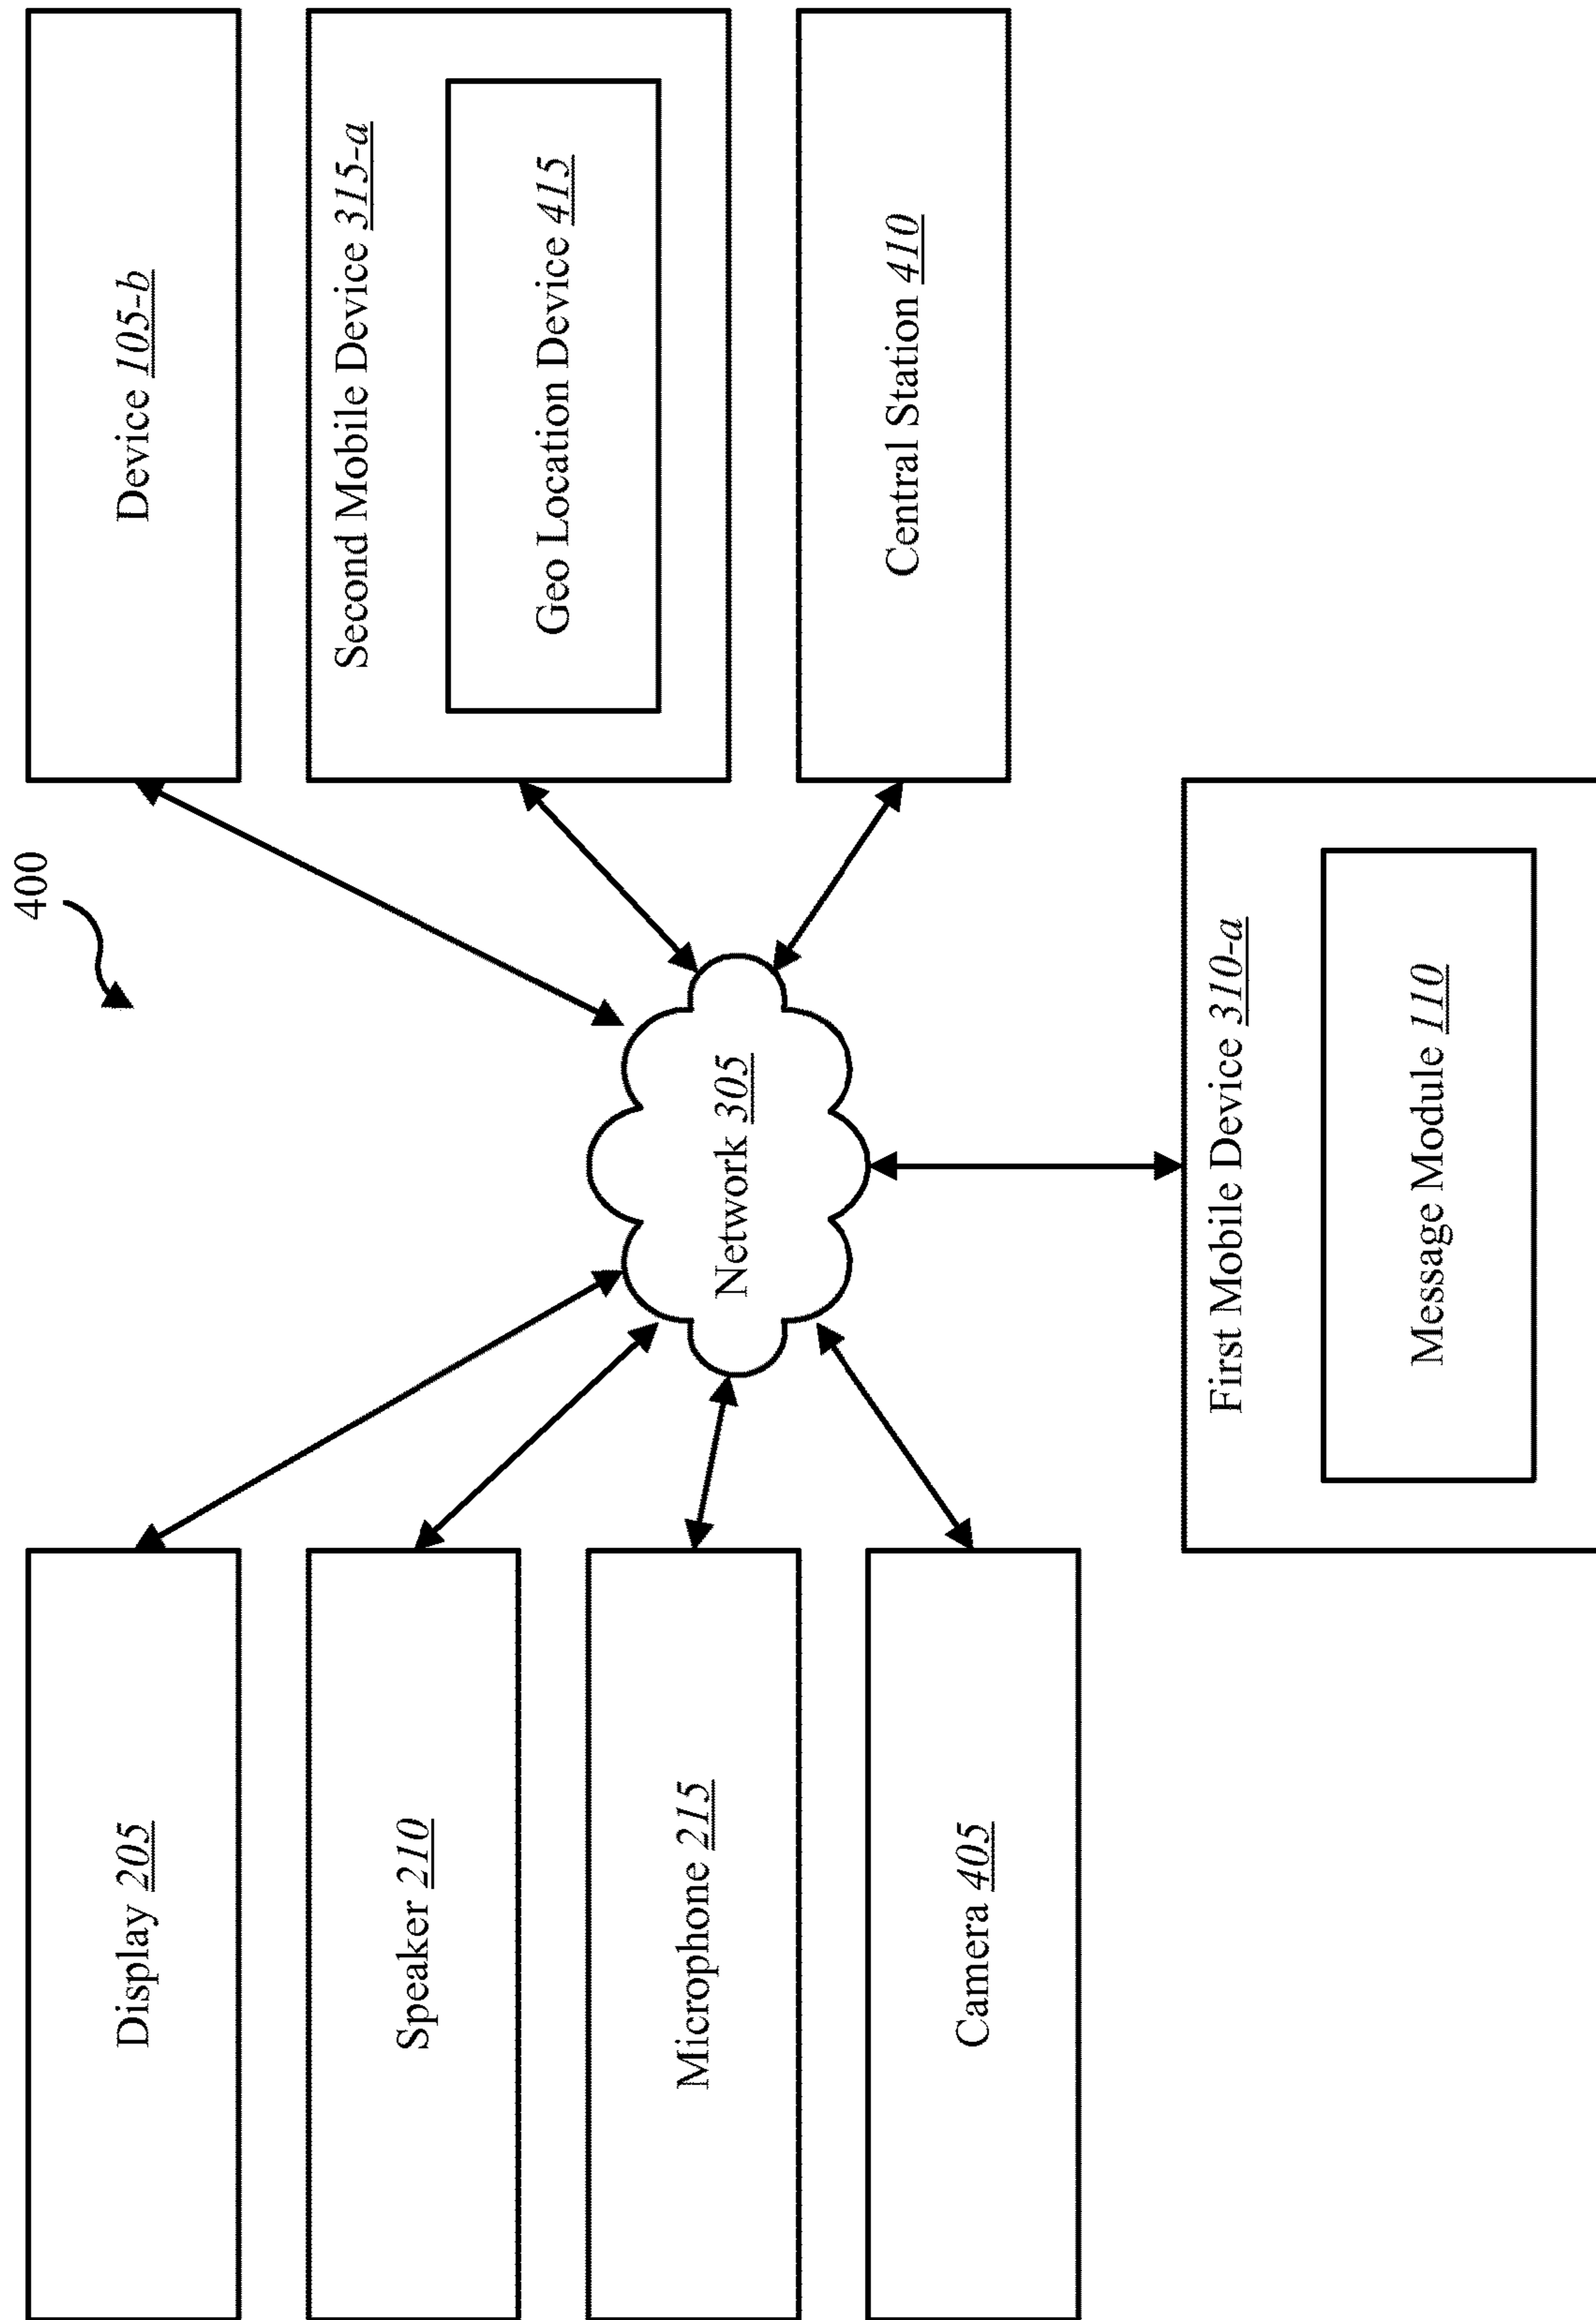 400
Display 205
Speaker 210
Microphone 215
Camera 405
Network 305
Device 105-b
Second Mobile Device 315-a
Geo Location Device 415
Central Station 410
First Mobile Device 310-a
Message Module 110